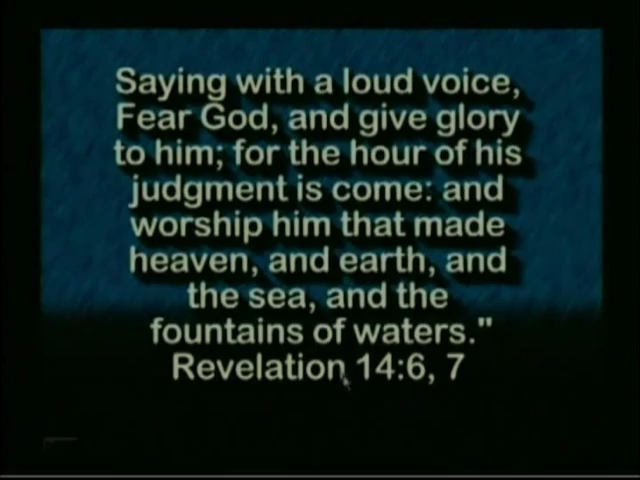 Saying with a loud voice,
Fear God, and give glory
to him; for the hour of his
judgment is come: and
worship him that made
heaven, and earth, and
the sea, and the
fountains of waters."
Revelation 14:6, 7